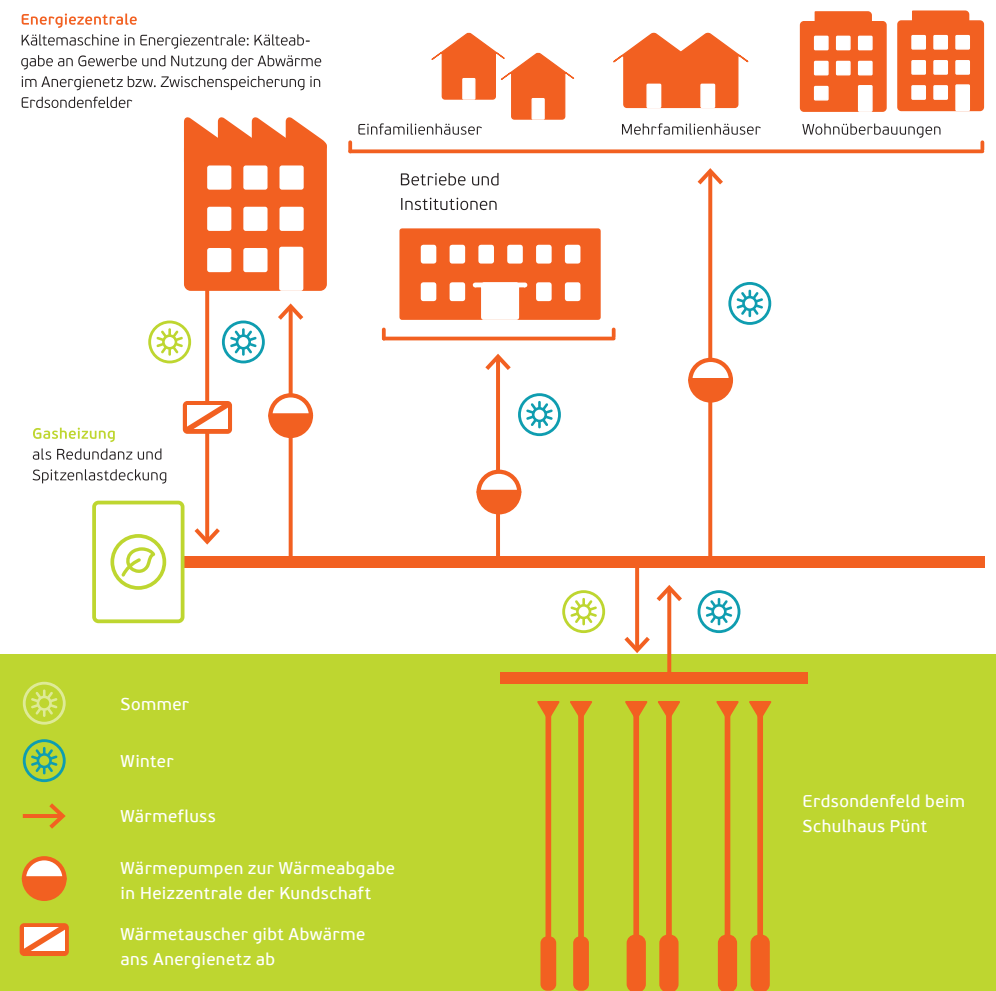 Energiezentrale
Kältemaschine in Energiezentrale: Kälteab-
gabe an Gewerbe und Nutzung der Abwärme
im Anergienetz bzw. Zwischenspeicherung in
Erdsondenfelder
Einfamilienhäuser
Mehrfamilienhäuser
Wohnüberbauungen
Betriebe und
Institutionen
Gasheizung
als Redundanz und
Spitzenlastdeckung
Sommer
Winter
Wärmefluss
Wärmepumpen zur Wärmeabgabe
in Heizzentrale der Kundschaft
Wärmetauscher gibt Abwärme
ans Anergienetz ab
Erdsondenfeld beim
Schulhaus Pünt